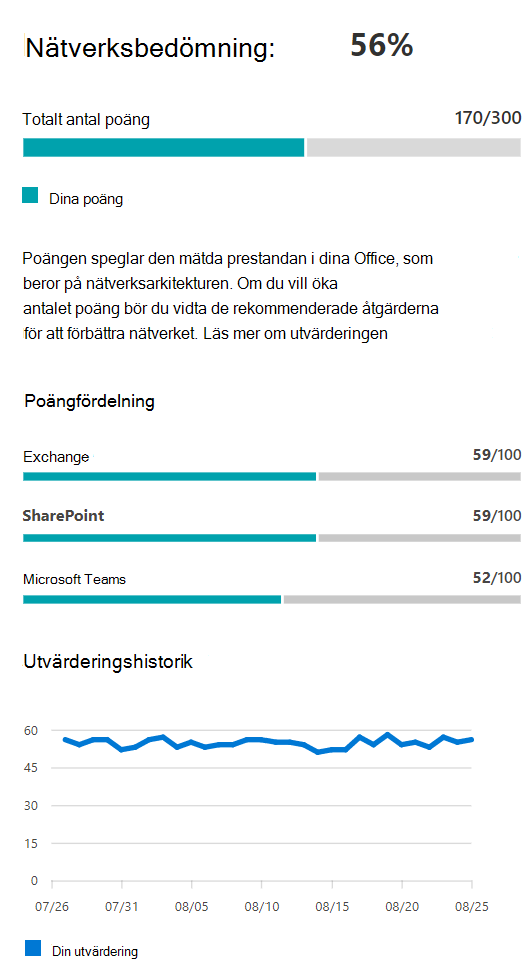 Nätverksbedömning: 56%
Totalt antal poäng 170/300
Dina poäng
Poängen speglar den mätda prestandan i dina Office, som
beror på nätverksarkitekturen. Om du vill öka
antalet poäng bör du vidta de rekommenderade åtgärderna
för att förbättra nätverket. Läs mer om utvärderingen
Poängfördelning
Exchange 59/100
SharePoint 59/100
Microsoft Teams 52/100
Utvärderingshistorik
60
45
30
15
0
07/26 07/31 08/05 08/10 08/15 08/20 08/25
Din utvärdering